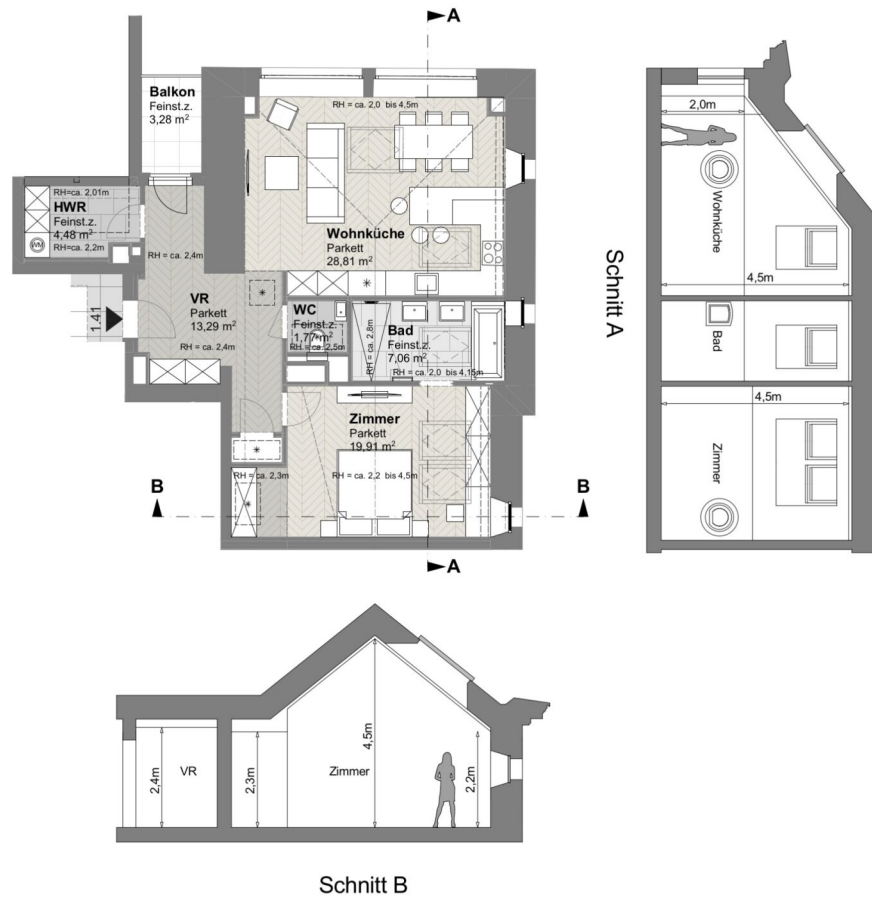 A
Balkon
Feinst.z.
3,28 m²
RH = ca. 2,0 bis 4,5m
RH=ca. 2,01m
HWR
Feinst.z.
4,48 m²
RH=ca. 2,2m
WM
RH = ca. 2,4m
Wohnküche
Parkett
28,81 m²
VR
Parkett
13,29 m²
RH = ca. 2,4m
1.41
WC
Feinst.z.
1,77 m²
RH = ca. 2,5m
RH = ca. 2,8m
Bad
Feinst.z.
7,06 m²
RH = ca. 2,0 bis 4,15m
Zimmer
Parkett
19,91 m²
RH = ca. 2,3m
RH = ca. 2,2 bis 4,5m
B
B
A
2,0m
Wohnküche
4,5m
Bad
4,5m
Zimmer
Schnitt A
2,4m
VR
2,3m
4,5m
Zimmer
2,2m
Schnitt B